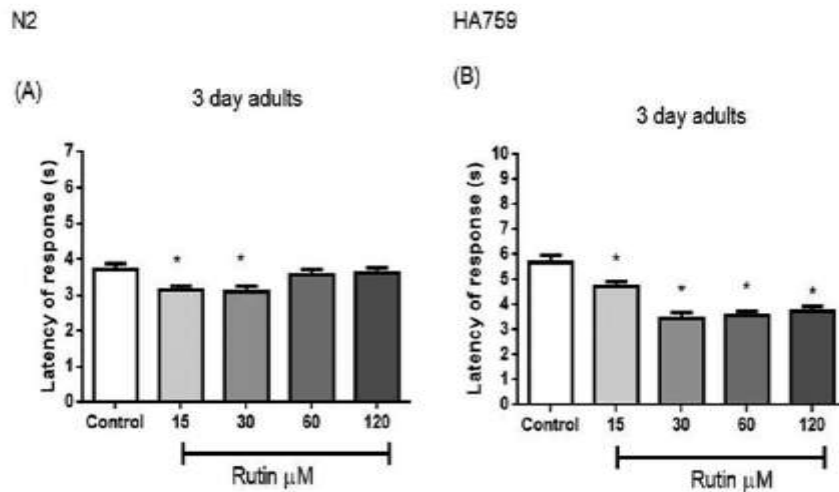 N2
HA759
(A)
3 day adults
Latency of response (s)
7
6
5
4
3
2
1
0
*
*
Control 15 30 60 120
Rutin μM
(B)
3 day adults
Latency of response (s)
10
9
8
7
6
5
4
3
2
1
0
*
*
*
*
Control 15 30 60 120
Rutin μM